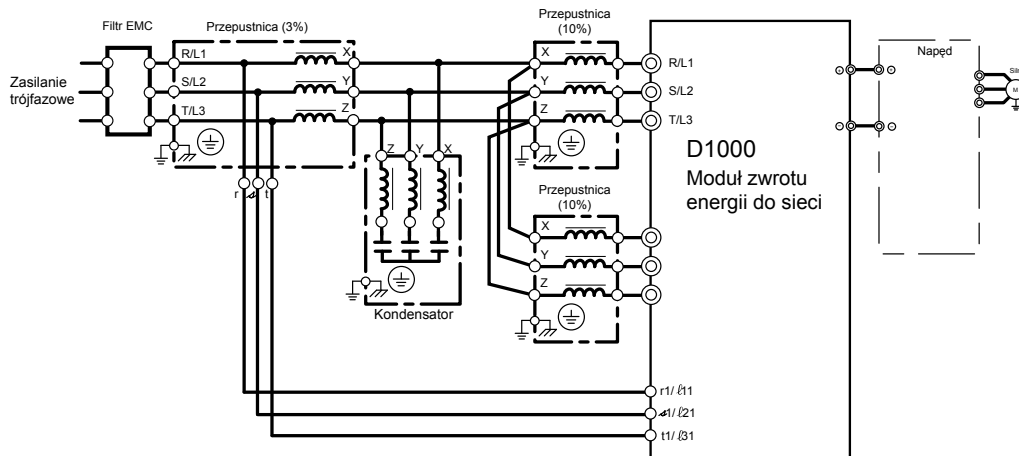 Filtr EMC
Przepustnica (3%)
Przepustnica
(10%)
Napęd
Zasilanie
trójfazowe
R/L1
S/L2
T/L3
X
Y
Z
X
Y
Z
R/L1
S/L2
T/L3
M
r
t
Z Y X
Kondensator
D1000
Moduł zwrotu
energii do sieci
Przepustnica
(10%)
X
Y
Z
r1/ ℓ11
1/ ℓ21
t1/ ℓ31